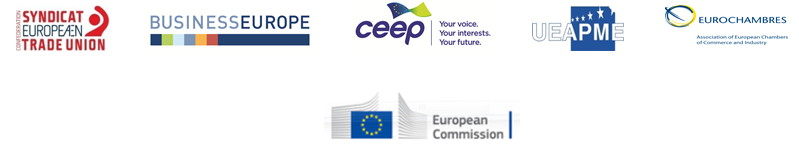 CONFEDERATION
SYNDICAT
EUROPEÆN
TRADE UNION
BUSINESSEUROPE
ceep
Your voice.
Your interests.
Your future.
UEAPME
EUROCHAMBRES
Association of European Chambers
of Commerce and Industry
European
Commission